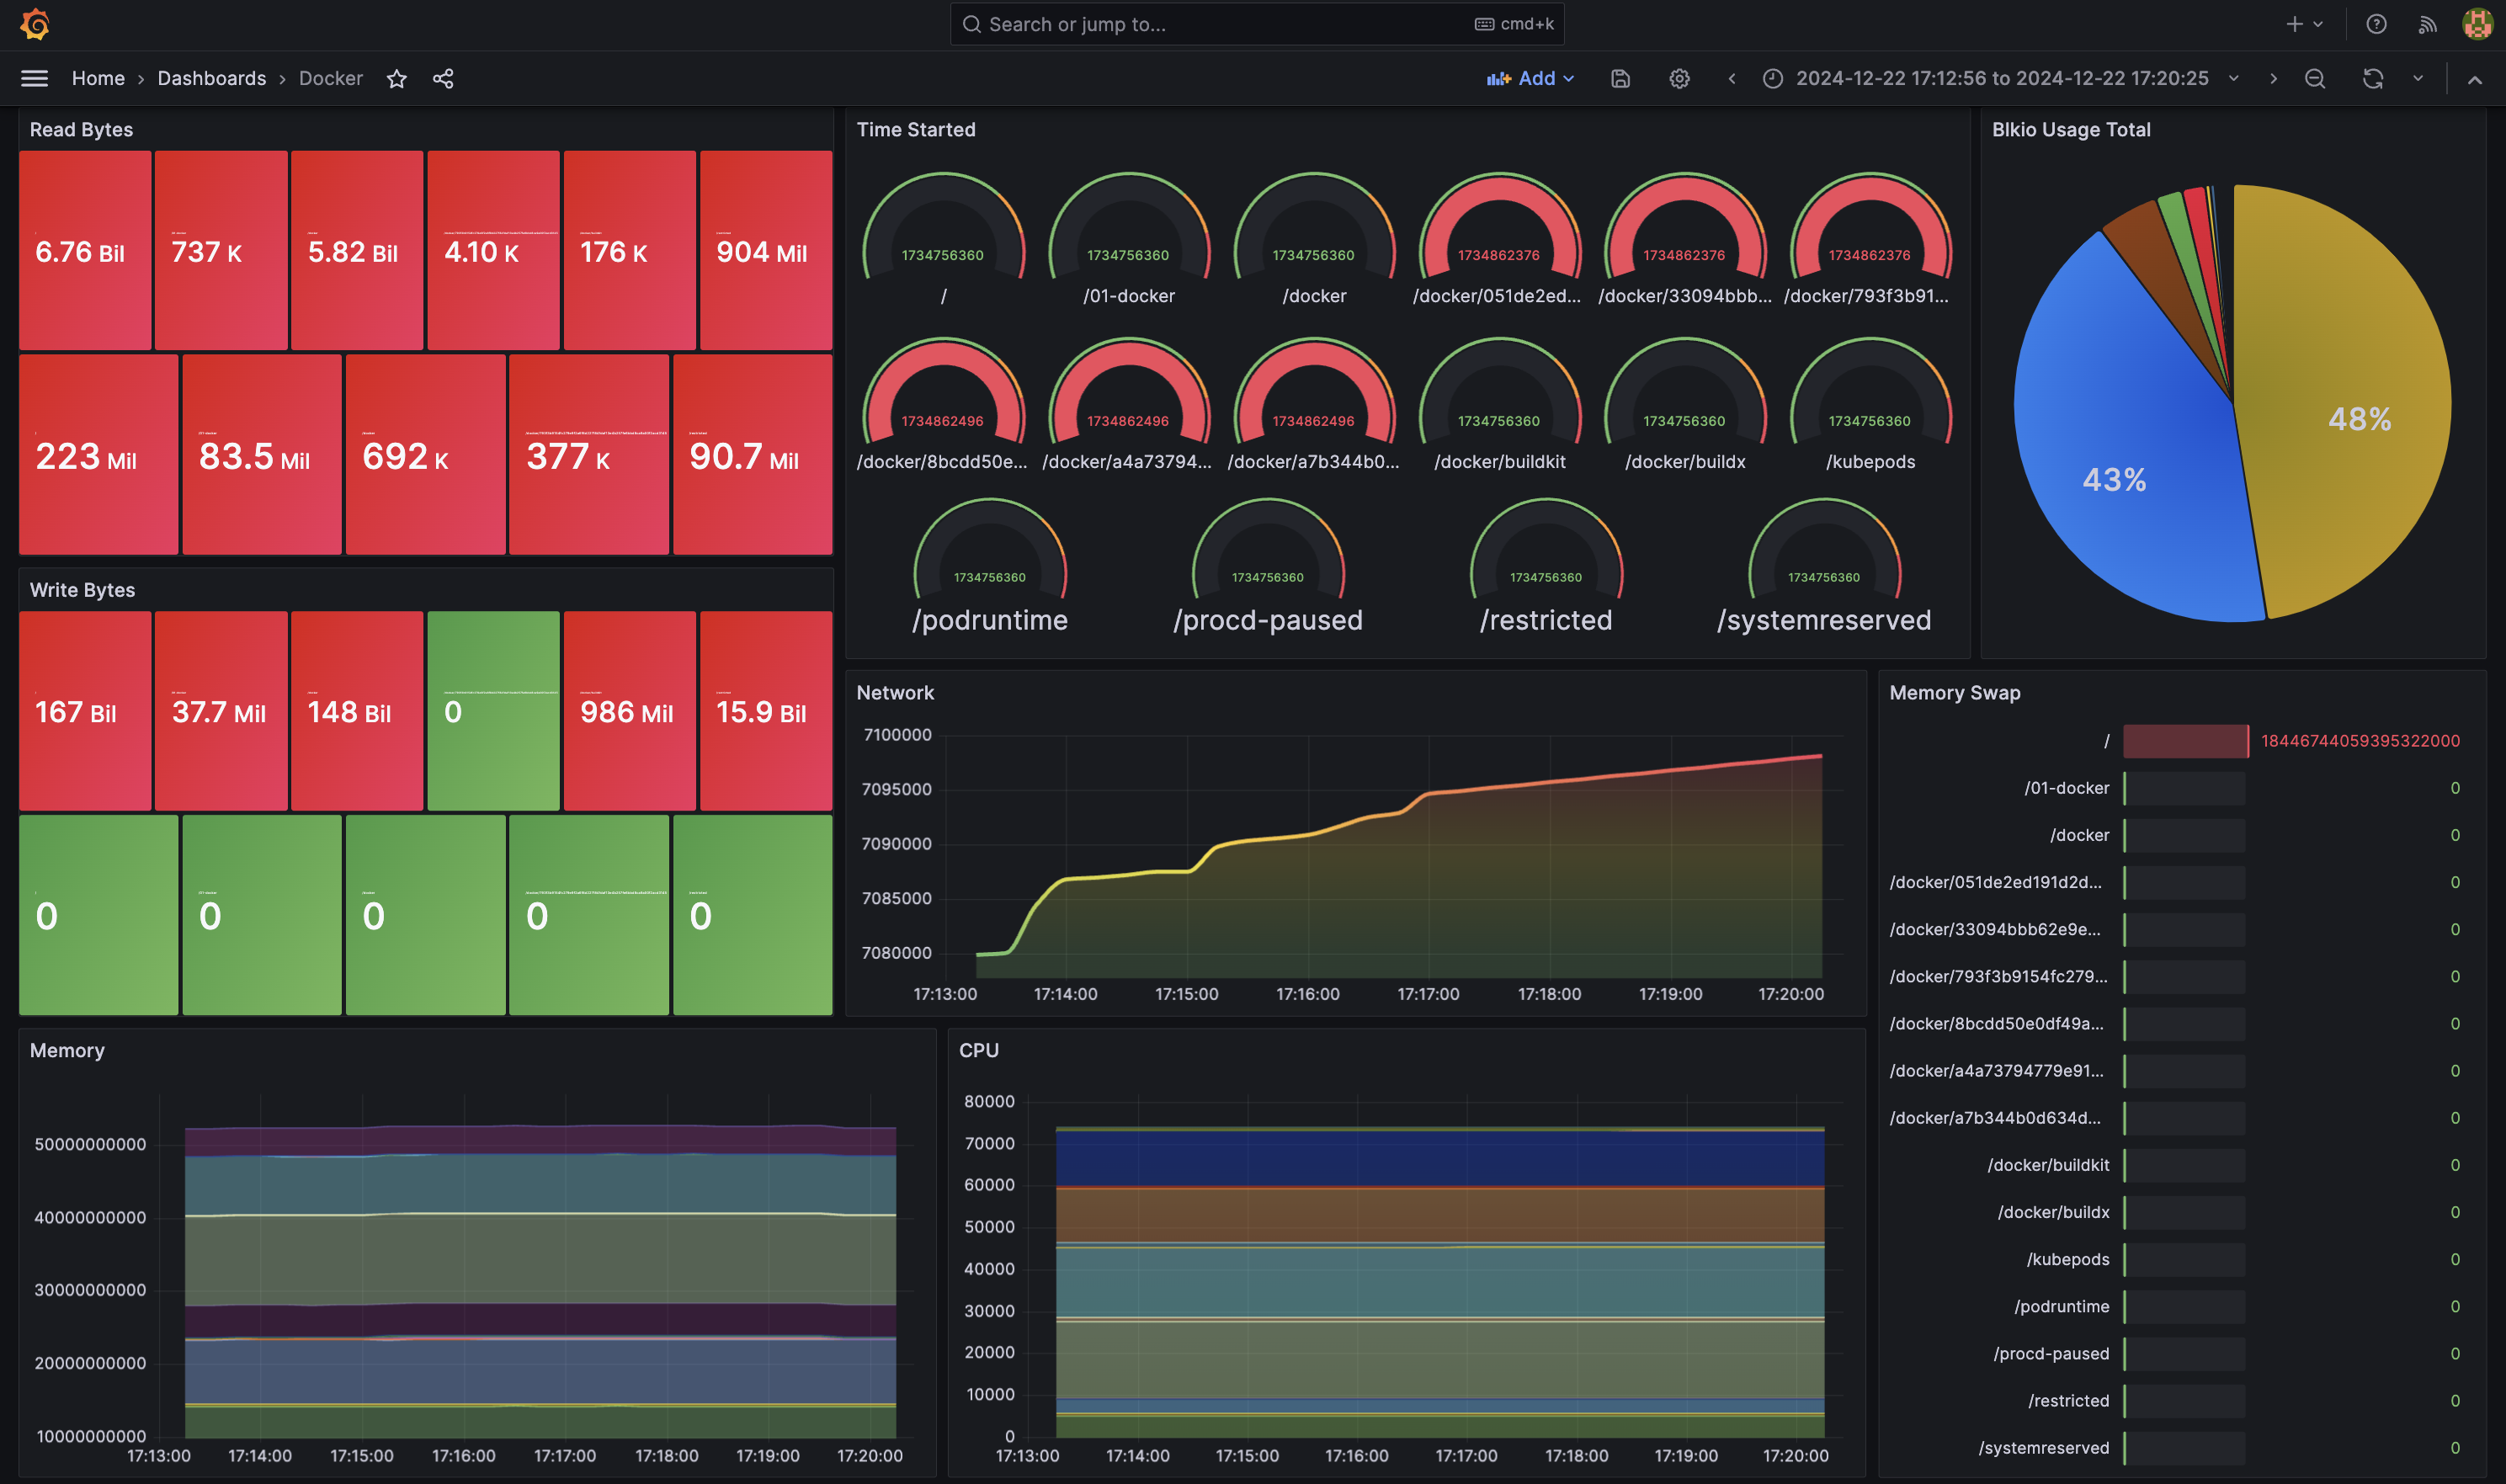 Search or jump to...
cmd+k
Home
Dashboards
Docker
Add
2024-12-22 17:12:56 to 2024-12-22 17:20:25
Read Bytes
6.76 Bil
737 K
5.82 Bil
4.10 K
176 K
904 Mil
223 Mil
83.5 Mil
692 K
377 K
90.7 Mil
Write Bytes
167 Bil
37.7 Mil
148 Bil
0
986 Mil
15.9 Bil
0
0
0
0
0
Time Started
1734756360
/
1734756360
/01-docker
1734756360
/docker
1734862376
/docker/051de2ed...
1734862376
/docker/33094bbb...
1734862376
/docker/793f3b91...
1734862496
/docker/8bcdd50e...
1734862496
/docker/a4a73794...
1734862496
/docker/a7b344b0...
1734756360
/docker/buildkit
1734756360
/docker/buildx
1734756360
/kubepods
1734756360
/podruntime
1734756360
/procd-paused
1734756360
/restricted
1734756360
/systemreserved
Blkio Usage Total
48%
43%
Network
7100000
7095000
7090000
7085000
7080000
17:13:00
17:14:00
17:15:00
17:16:00
17:17:00
17:18:00
17:19:00
17:20:00
Memory Swap
/ 18446744059395322000
/01-docker 0
/docker 0
/docker/051de2ed191d2d... 0
/docker/33094bbb62e9e... 0
/docker/793f3b9154fc279... 0
/docker/8bcdd50e0df49a... 0
/docker/a4a73794779e91... 0
/docker/a7b344b0d634d... 0
/docker/buildkit 0
/docker/buildx 0
/kubepods 0
/podruntime 0
/procd-paused 0
/restricted 0
/systemreserved 0
Memory
50000000000
40000000000
30000000000
20000000000
10000000000
17:13:00
17:14:00
17:15:00
17:16:00
17:17:00
17:18:00
17:19:00
17:20:00
CPU
80000
70000
60000
50000
40000
30000
20000
10000
0
17:13:00
17:14:00
17:15:00
17:16:00
17:17:00
17:18:00
17:19:00
17:20:00